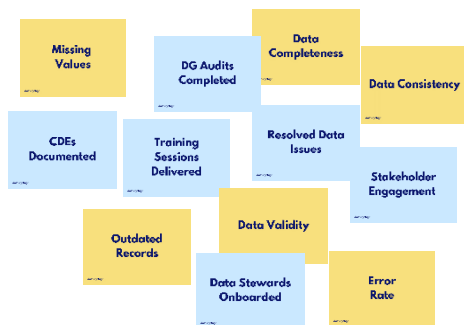 Missing
Values
DG Audits
Completed
Data
Completeness
Data Consistency
CDEs
Documented
Training
Sessions
Delivered
Resolved Data
Issues
Stakeholder
Engagement
Outdated
Records
Data Validity
Data Stewards
Onboarded
Error
Rate